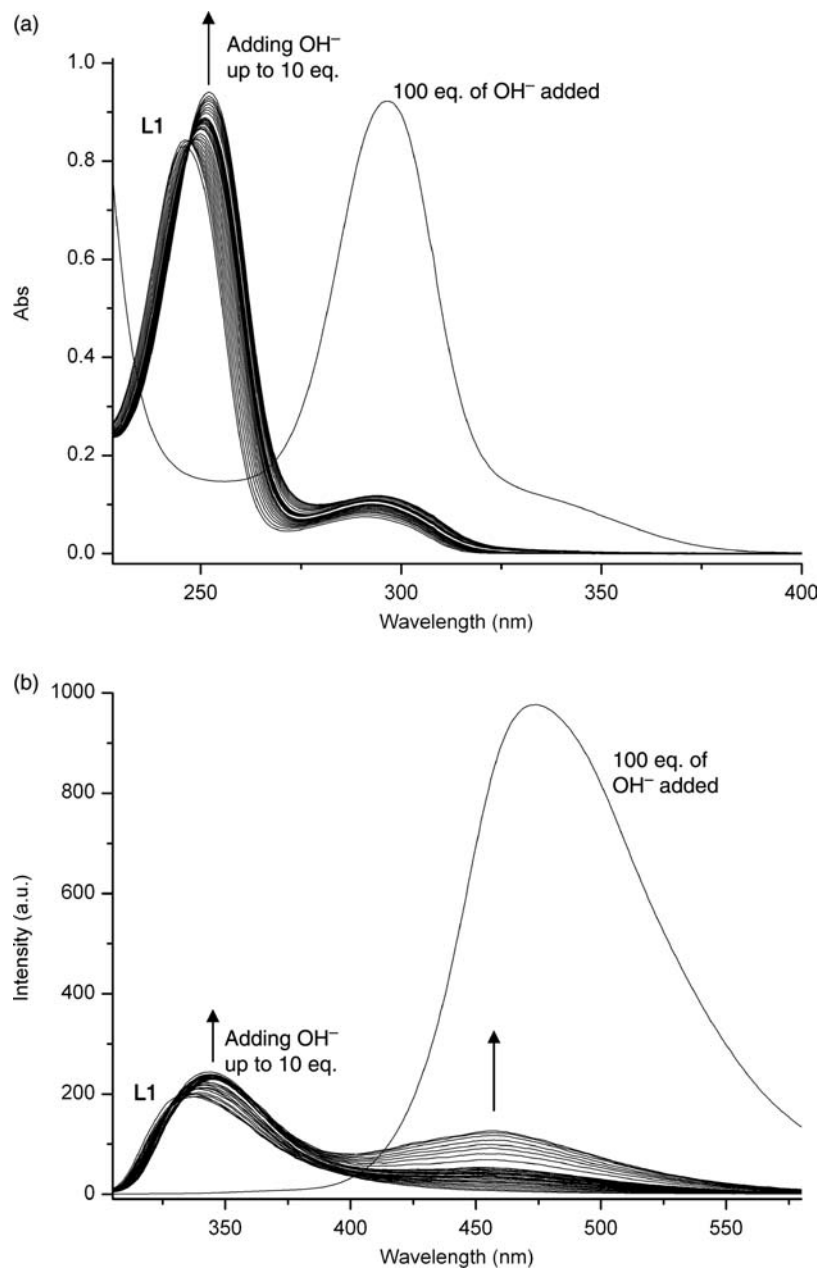 (a)
Adding OH⁻
up to 10 eq.
100 eq. of OH⁻ added
L1
1.0
0.8
0.6
0.4
0.2
0.0
Abs
250
300
350
400
Wavelength (nm)
(b)
1000
800
600
400
200
0
Intensity (a.u.)
100 eq. of
OH⁻ added
Adding OH⁻
up to 10 eq.
L1
350
400
450
500
550
Wavelength (nm)